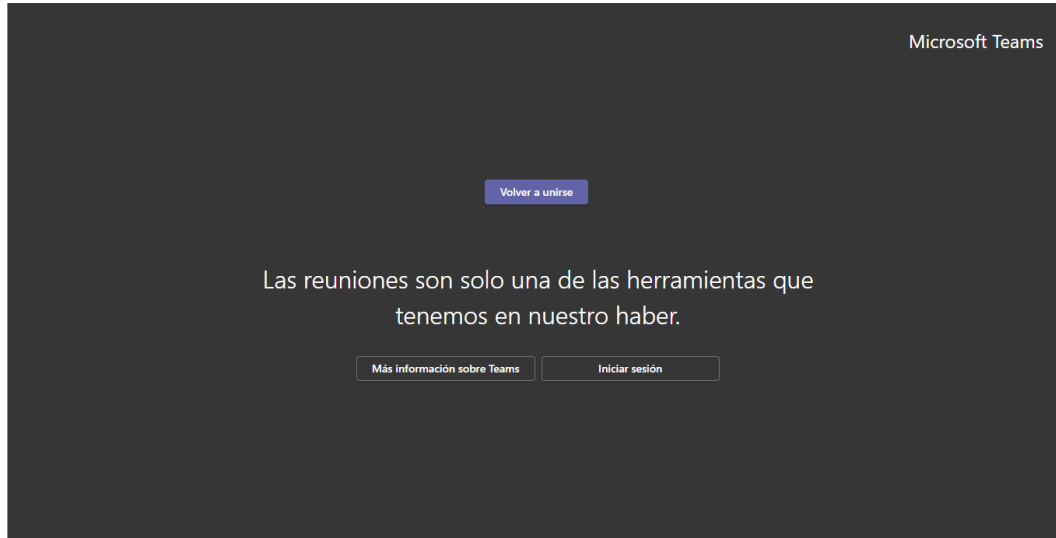 Microsoft Teams
Volver a unirse
Las reuniones son solo una de las herramientas que
tenemos en nuestro haber.
Más información sobre Teams
Iniciar sesión